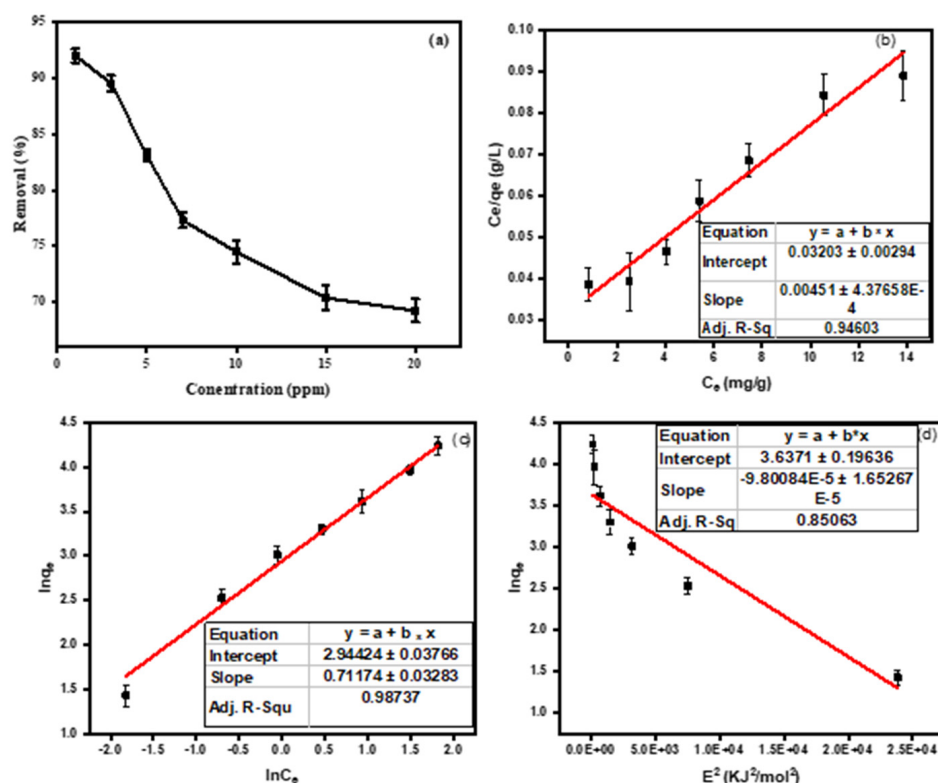 (a)
95
90
85
80
75
70
Removal (%)
0 5 10 15 20
Conentration (ppm)
(b)
0.10
0.09
0.08
0.07
0.06
0.05
0.04
0.03
Ce/qe (g/L)
Equation y = a + b * x
Intercept 0.03203 ± 0.00294
Slope 0.00451 ± 4.37658E-
4
Adj. R-Sq 0.94603
0 2 4 6 8 10 12 14
Ce (mg/g)
(c)
4.5
4.0
3.5
3.0
2.5
2.0
1.5
1.0
lnqe
Equation y = a + b x x
Intercept 2.94424 ± 0.03766
Slope 0.71174 ± 0.03283
Adj. R-Squ 0.98737
-2.0 -1.5 -1.0 -0.5 0.0 0.5 1.0 1.5 2.0
lnCe
(d)
4.5
4.0
3.5
3.0
2.5
2.0
1.5
1.0
lnqe
Equation y = a + b*x
Intercept 3.6371 ± 0.19636
Slope -9.80084E-5 ± 1.65267
E-5
Adj. R-Sq 0.85063
0.0E+00 5.0E+03 1.0E+04 1.5E+04 2.0E+04 2.5E+04
E² (KJ²/mol²)